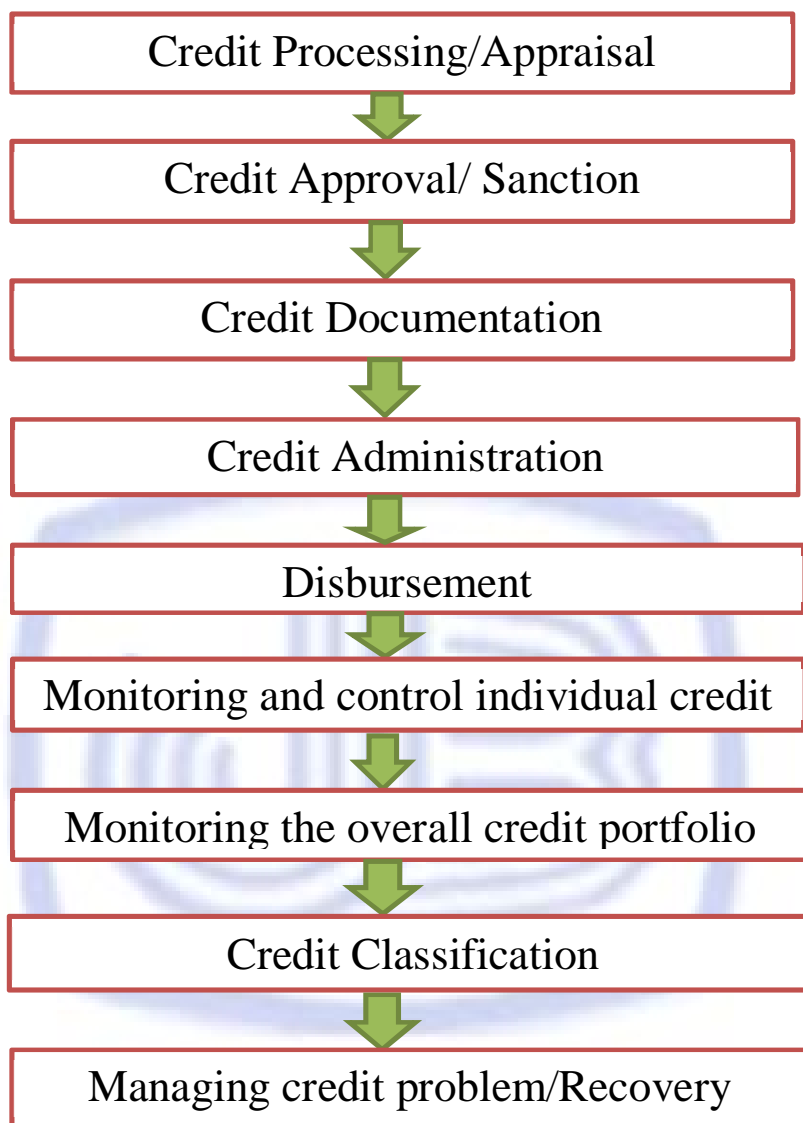 Credit Processing/Appraisal
Credit Approval/ Sanction
Credit Documentation
Credit Administration
Disbursement
Monitoring and control individual credit
Monitoring the overall credit portfolio
Credit Classification
Managing credit problem/Recovery